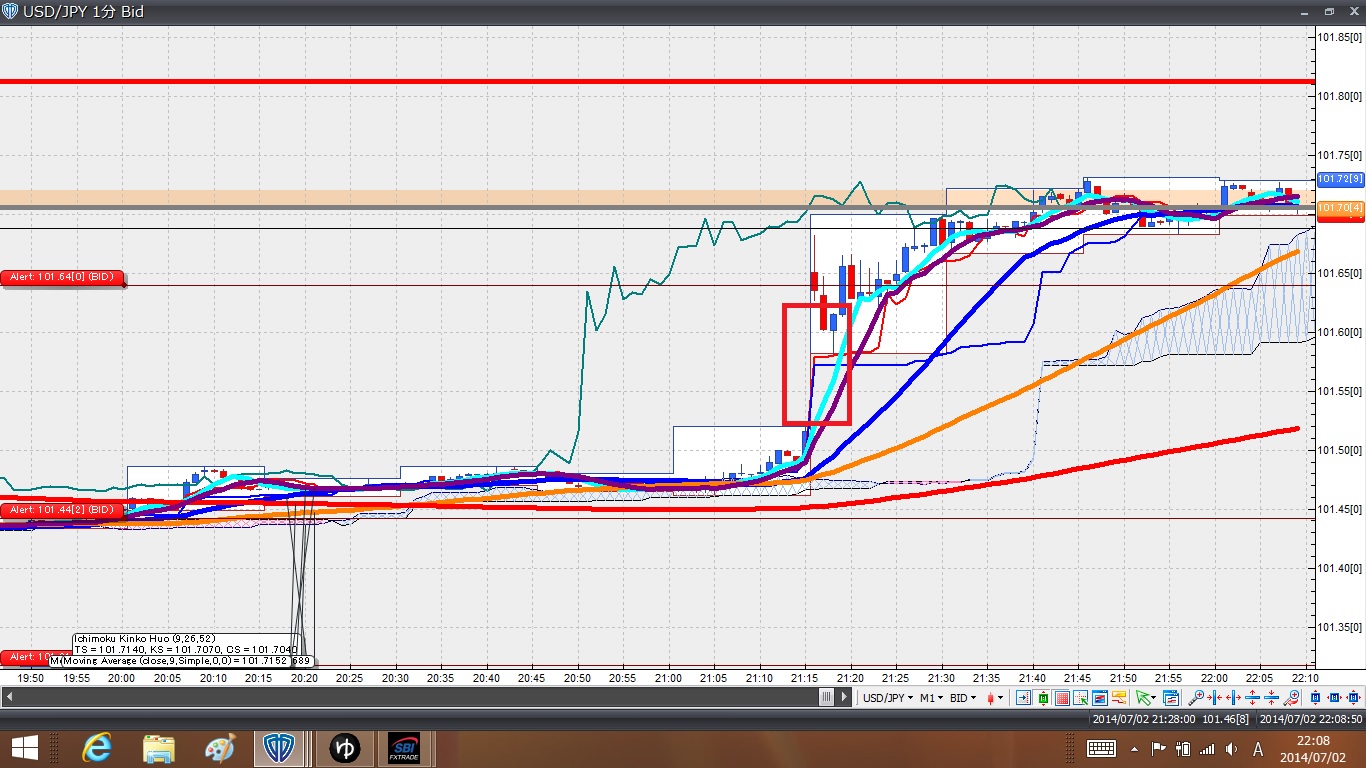 USD/JPY 1分 Bid
101.85[0]
101.80[0]
101.75[0]
101.72[9]
101.70[4]
101.65[0]
101.60[0]
101.55[0]
101.50[0]
101.45[0]
101.40[0]
101.35[0]
Alert: 101.64[0] (BID)
Alert: 101.44[2] (BID)
Ichimoku Kinko Huo (9,26,52)
TS = 101.7140, KS = 101.7070, CS = 101.7040
Alert:
Moving Average (close,9,Simple,0,0) = 101.7152
689
19:50 19:55 20:00 20:05 20:10 20:15 20:20 20:25 20:30 20:35 20:40 20:45 20:50 20:55 21:00 21:05 21:10 21:15 21:20 21:25 21:30 21:35 21:40 21:45 21:50 21:55 22:00 22:05 22:10
USD/JPY M1 BID
2014/07/02 21:28:00 101.46[8] 2014/07/02 22:08:50
ゆ
SBI
FXTRADE
A
22:08
2014/07/02